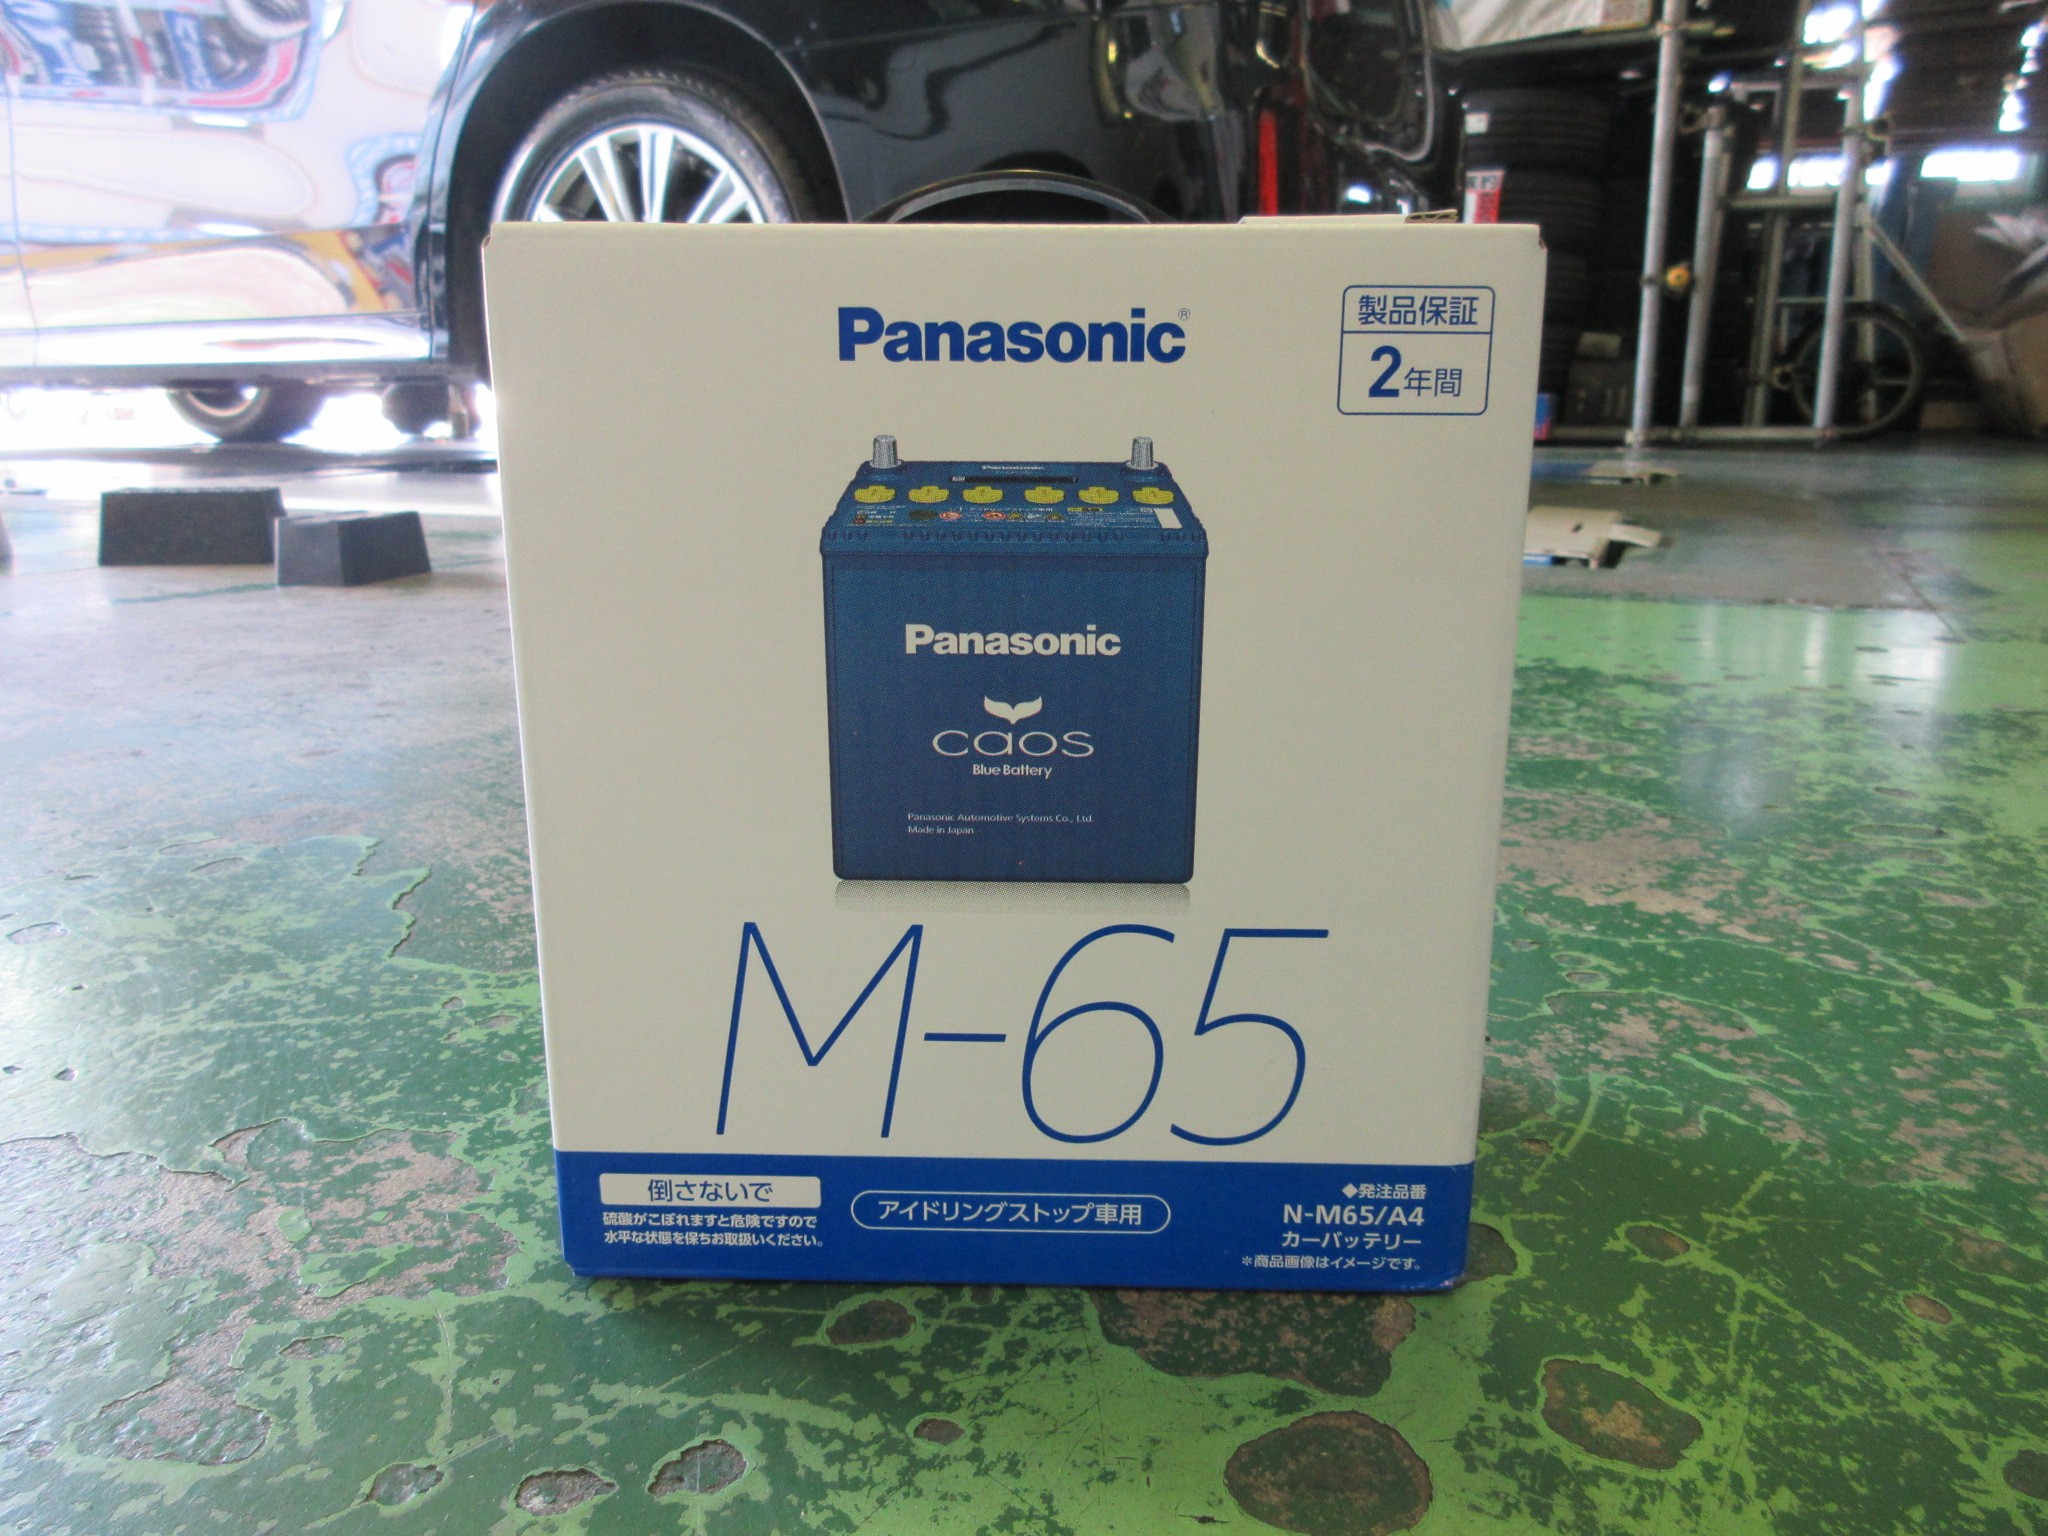 Panasonic®
製品保証
2年間
Panasonic
Panasonic
caos
Blue Battery
Panasonic Automotive Systems Co., Ltd.
Made in Japan
M-65
倒さないで
硫酸がこぼれますと危険ですので
水平な状態を保ちお取扱いください。
アイドリングストップ車用
◆発注品番
N-M65/A4
カーバッテリー
＊商品画像はイメージです。